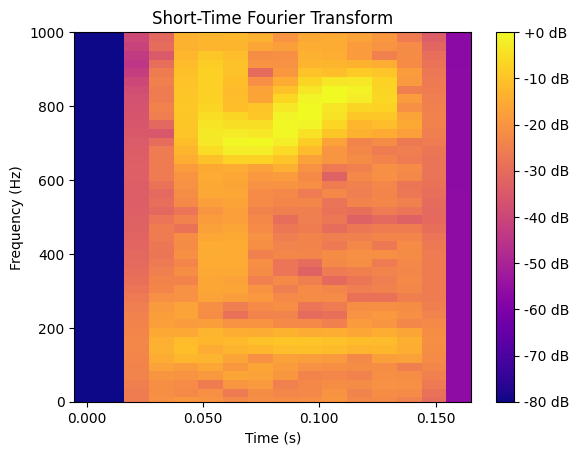 Short-Time Fourier Transform
1000
800
600
400
200
0
Frequency (Hz)
0.000 0.050 0.100 0.150
Time (s)
+0 dB
-10 dB
-20 dB
-30 dB
-40 dB
-50 dB
-60 dB
-70 dB
-80 dB